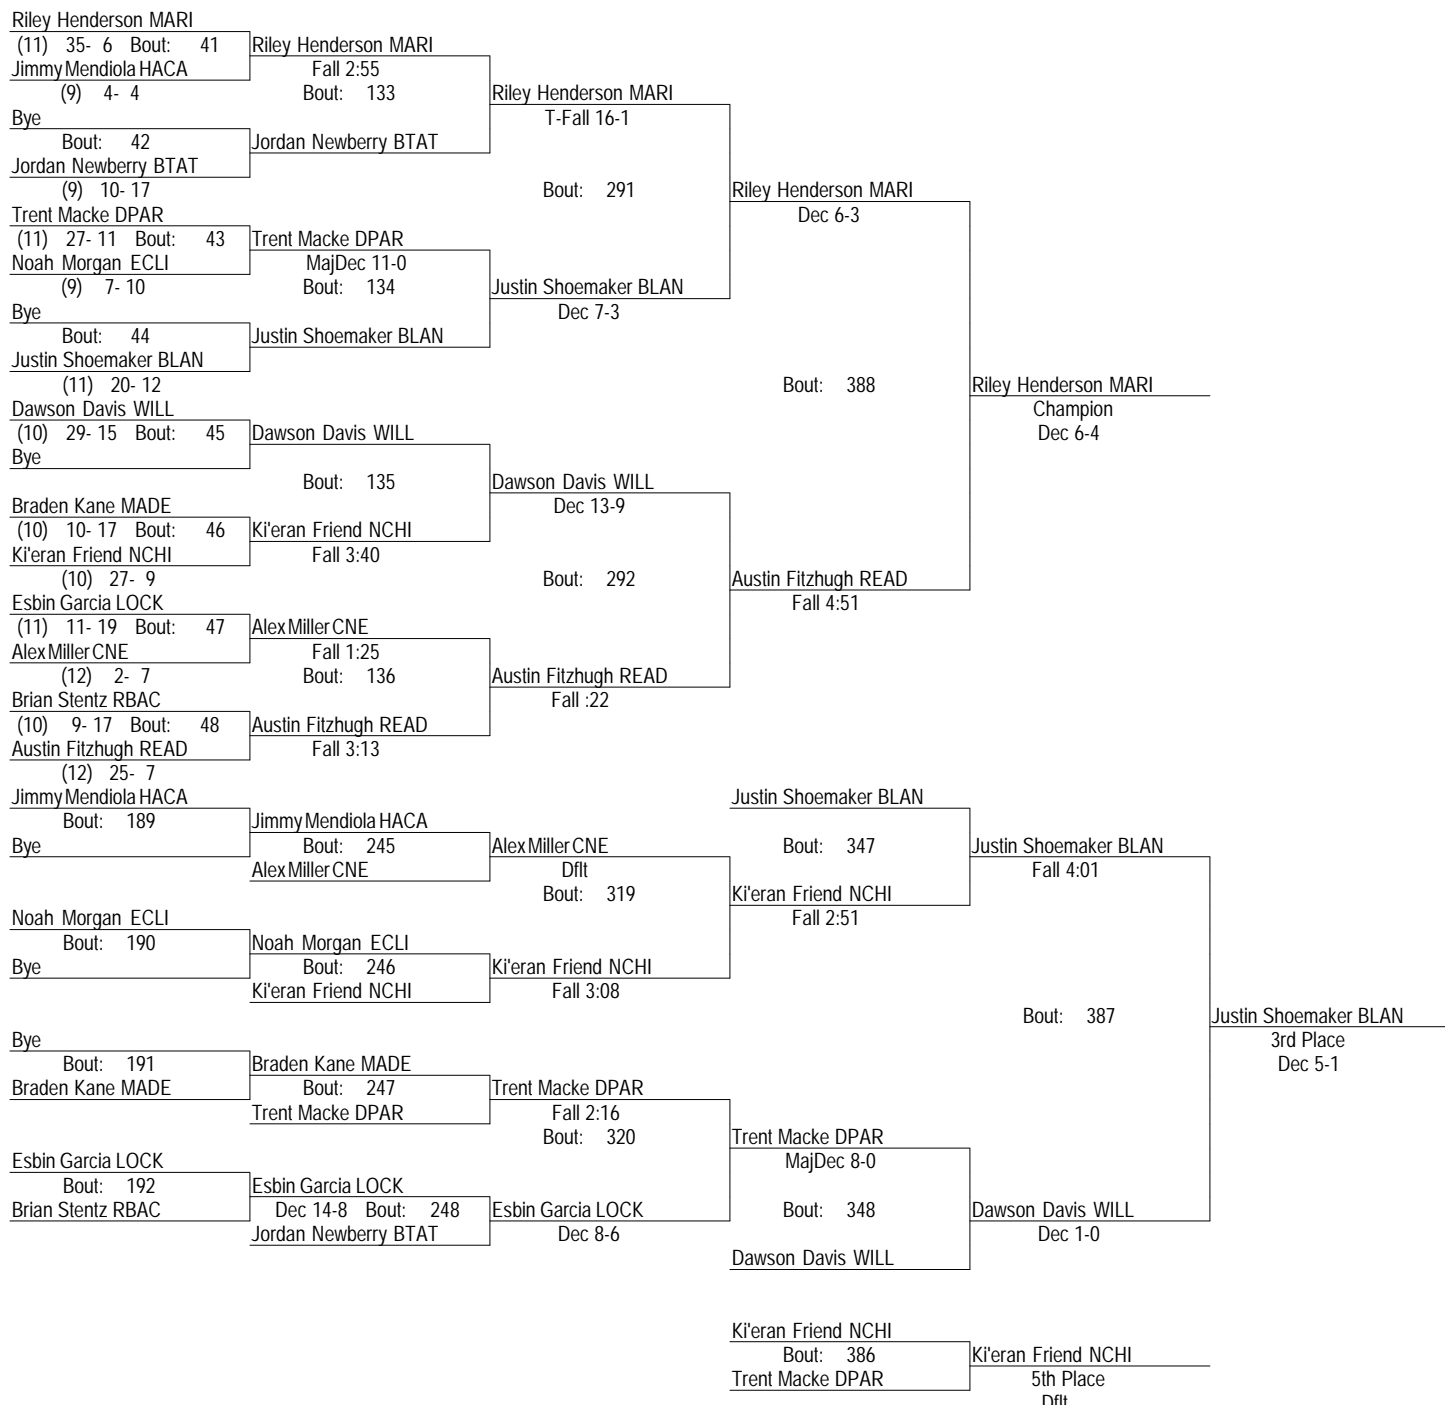 Riley Henderson MARI
(11) 35- 6 Bout: 41 Riley Henderson MARI
Jimmy Mendiola HACA Fall 2:55
(9) 4- 4 Bout: 133 Riley Henderson MARI
Bye T-Fall 16-1
Bout: 42 Jordan Newberry BTAT
Jordan Newberry BTAT
(9) 10- 17 Bout: 291 Riley Henderson MARI
Trent Macke DPAR Dec 6-3
(11) 27- 11 Bout: 43 Trent Macke DPAR
Noah Morgan ECLI MajDec 11-0
(9) 7- 10 Bout: 134 Justin Shoemaker BLAN
Bye Dec 7-3
Bout: 44 Justin Shoemaker BLAN
Justin Shoemaker BLAN
(11) 20- 12 Bout: 388 Riley Henderson MARI
Dawson Davis WILL Champion
(10) 29- 15 Bout: 45 Dawson Davis WILL Dec 6-4
Bye
Bout: 135 Dawson Davis WILL
Braden Kane MADE Dec 13-9
(10) 10- 17 Bout: 46 Ki'eran Friend NCHI
Ki'eran Friend NCHI Fall 3:40
(10) 27- 9 Bout: 292 Austin Fitzhugh READ
Esbin Garcia LOCK Fall 4:51
(11) 11- 19 Bout: 47 Alex Miller CNE
Alex Miller CNE Fall 1:25
(12) 2- 7 Bout: 136 Austin Fitzhugh READ
Brian Stentz RBAC Fall :22
(10) 9- 17 Bout: 48 Austin Fitzhugh READ
Austin Fitzhugh READ Fall 3:13
(12) 25- 7
Jimmy Mendiola HACA Justin Shoemaker BLAN
Bout: 189 Jimmy Mendiola HACA
Bye Bout: 245 Alex Miller CNE Bout: 347 Justin Shoemaker BLAN
Alex Miller CNE Dflt Fall 4:01
Bout: 319 Ki'eran Friend NCHI
Noah Morgan ECLI Fall 2:51
Bout: 190 Noah Morgan ECLI
Bye Bout: 246 Ki'eran Friend NCHI
Ki'eran Friend NCHI Fall 3:08
Bout: 387 Justin Shoemaker BLAN
Bye 3rd Place
Bout: 191 Braden Kane MADE Dec 5-1
Braden Kane MADE Bout: 247 Trent Macke DPAR
Trent Macke DPAR Fall 2:16
Bout: 320 Trent Macke DPAR
Esbin Garcia LOCK MajDec 8-0
Bout: 192 Esbin Garcia LOCK
Brian Stentz RBAC Dec 14-8 Bout: 248 Esbin Garcia LOCK Bout: 348 Dawson Davis WILL
Jordan Newberry BTAT Dec 8-6 Dec 1-0
Dawson Davis WILL
Ki'eran Friend NCHI
Bout: 386 Ki'eran Friend NCHI
Trent Macke DPAR 5th Place
Dflt